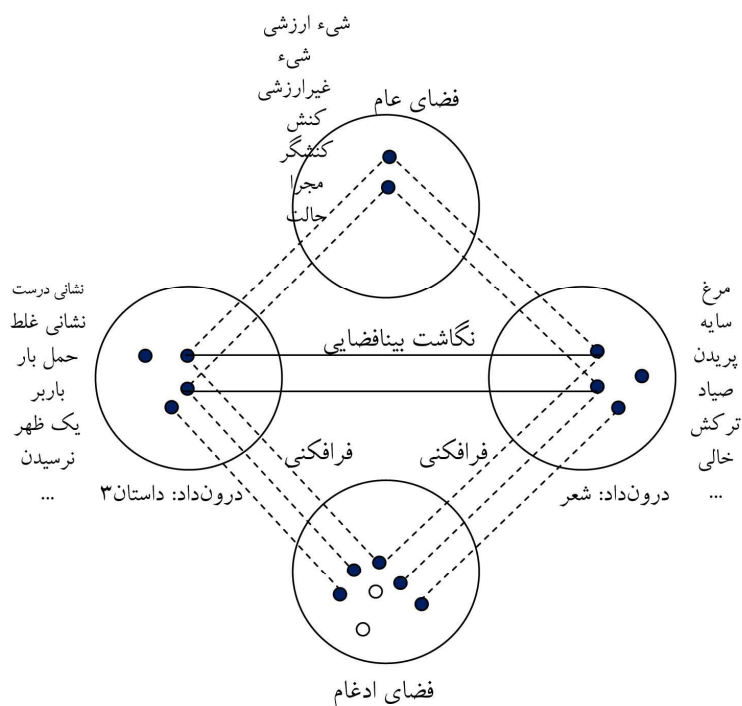 شیء ارزشی
شیء
غیرارزشی
کنش
کنشگر
مجرا
حالت
فضای عام
نشانی درست
نشانی غلط
حمل بار
باربر
یک ظهر
نرسیدن
...
مرغ
سایه
پریدن
صیاد
ترکش
خالی
...
نگاشت بینافضایی
فرافکنی
فرافکنی
درون‌داد: شعر
درون‌داد: داستان۳
فضای ادغام